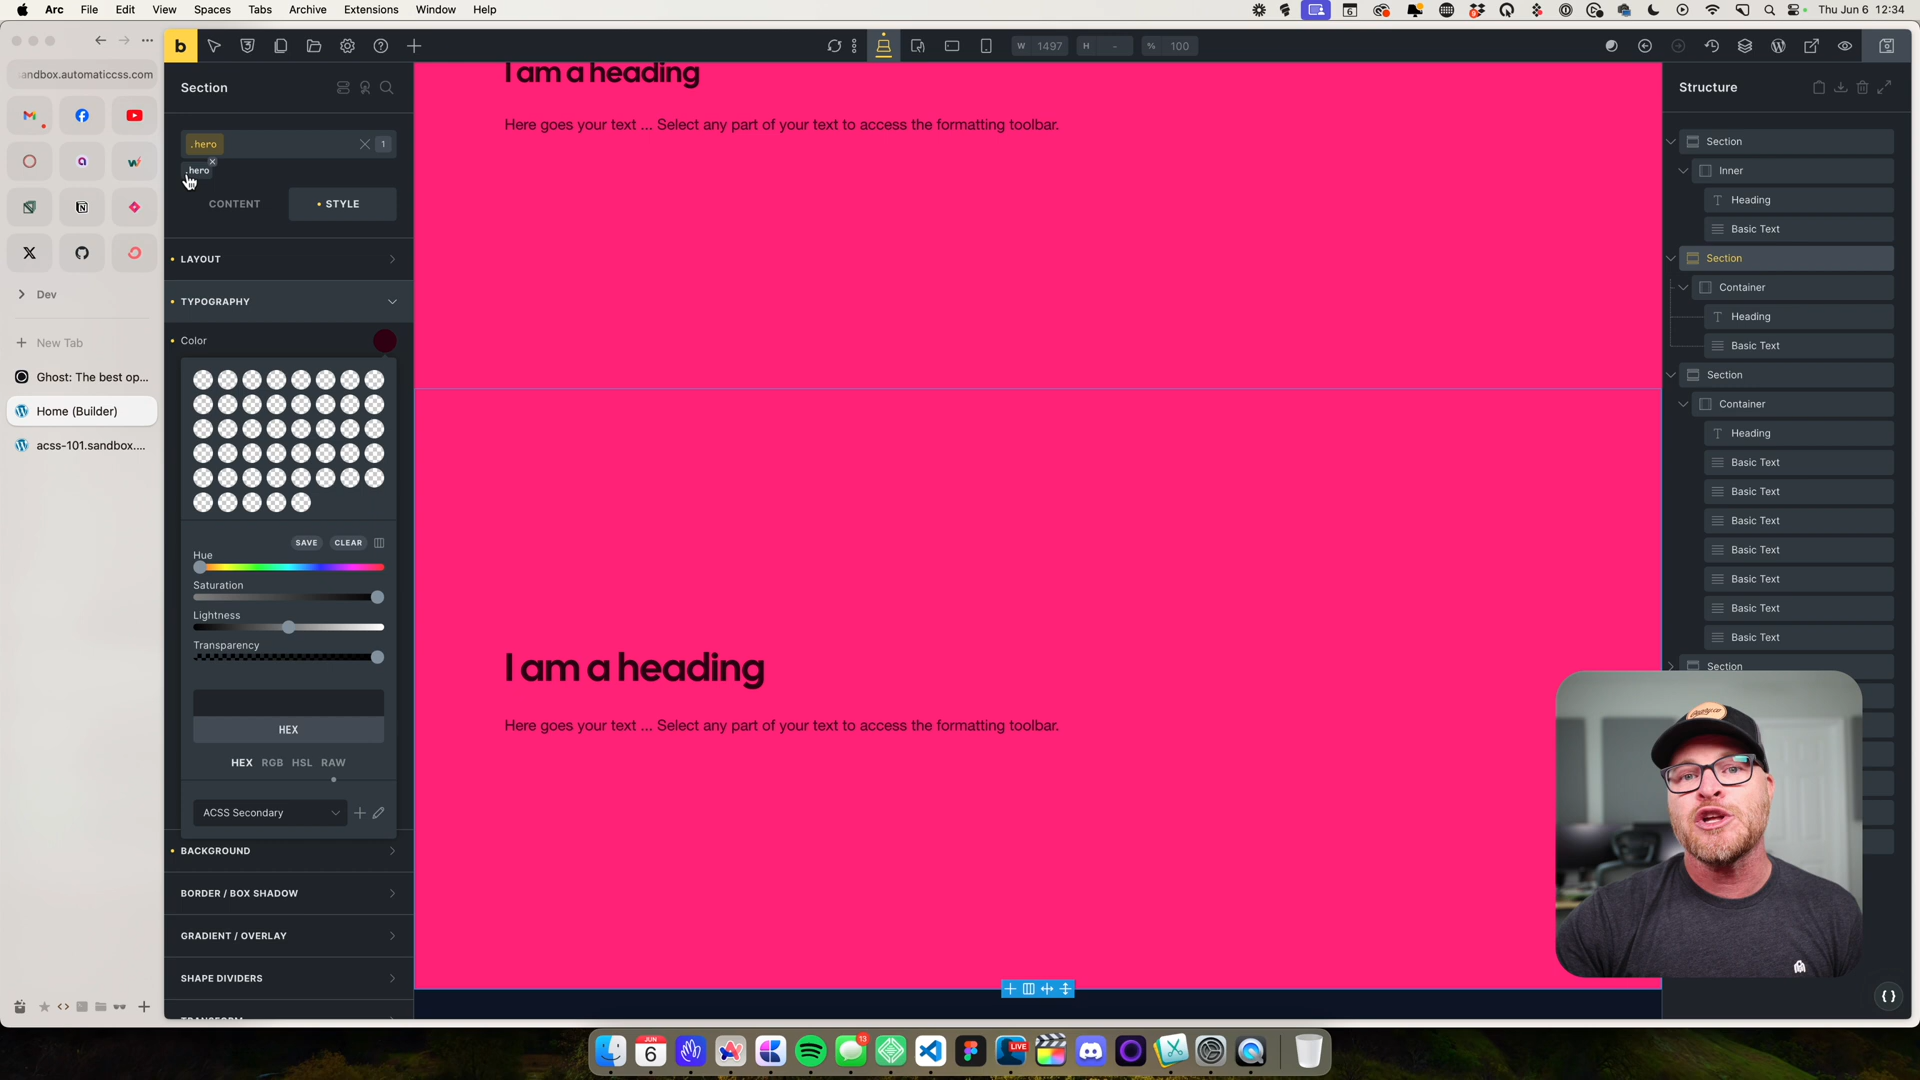 Arc File Edit View Spaces Tabs Archive Extensions Window Help
Thu Jun 6 12:34
andbox.automaticcss.com
Dev
New Tab
Ghost: The best op...
Home (Builder)
acss-101.sandbox....
b
W 1497 H - % 100
Section
.hero
1
.hero
CONTENT
STYLE
LAYOUT
TYPOGRAPHY
Color
SAVE CLEAR
Hue
Saturation
Lightness
Transparency
HEX
HEX RGB HSL RAW
ACSS Secondary
BACKGROUND
BORDER / BOX SHADOW
GRADIENT / OVERLAY
SHAPE DIVIDERS
TRANSFORM
I am a heading
Here goes your text ... Select any part of your text to access the formatting toolbar.
I am a heading
Here goes your text ... Select any part of your text to access the formatting toolbar.
Structure
Section
Inner
Heading
Basic Text
Section
Container
Heading
Basic Text
Section
Container
Heading
Basic Text
Basic Text
Basic Text
Basic Text
Basic Text
Basic Text
Basic Text
Section
JUN
6
13
LIVE